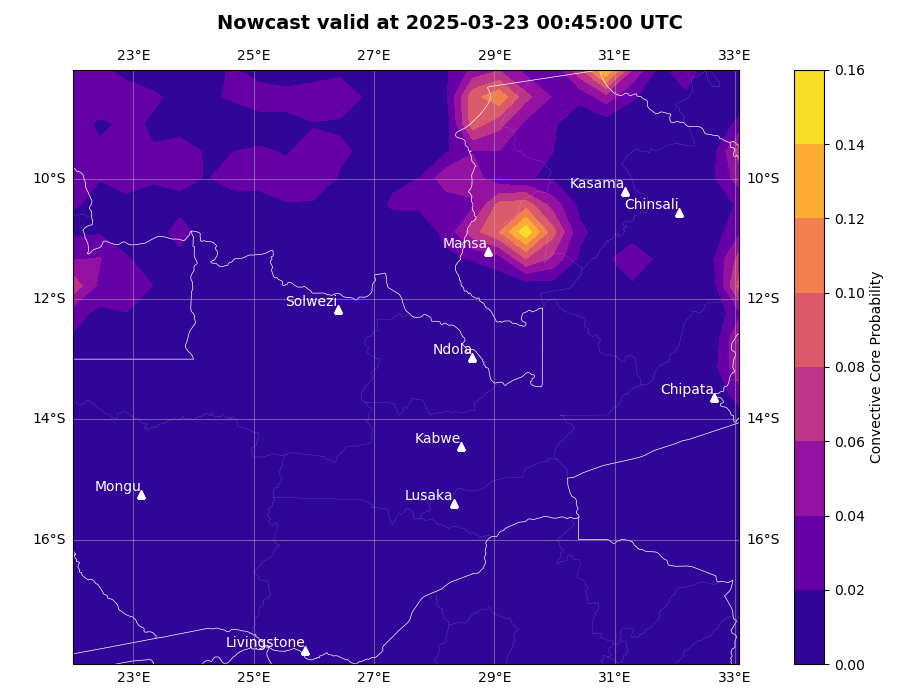 Nowcast valid at 2025-03-23 00:45:00 UTC
23°E 25°E 27°E 29°E 31°E 33°E
0.16
0.14
0.12
0.10
0.08
0.06
0.04
0.02
0.00
Convective Core Probability
10°S 10°S
12°S 12°S
14°S 14°S
16°S 16°S
Kasama
Chinsali
Mansa
Solwezi
Ndola
Chipata
Kabwe
Mongu
Lusaka
Livingstone
23°E 25°E 27°E 29°E 31°E 33°E